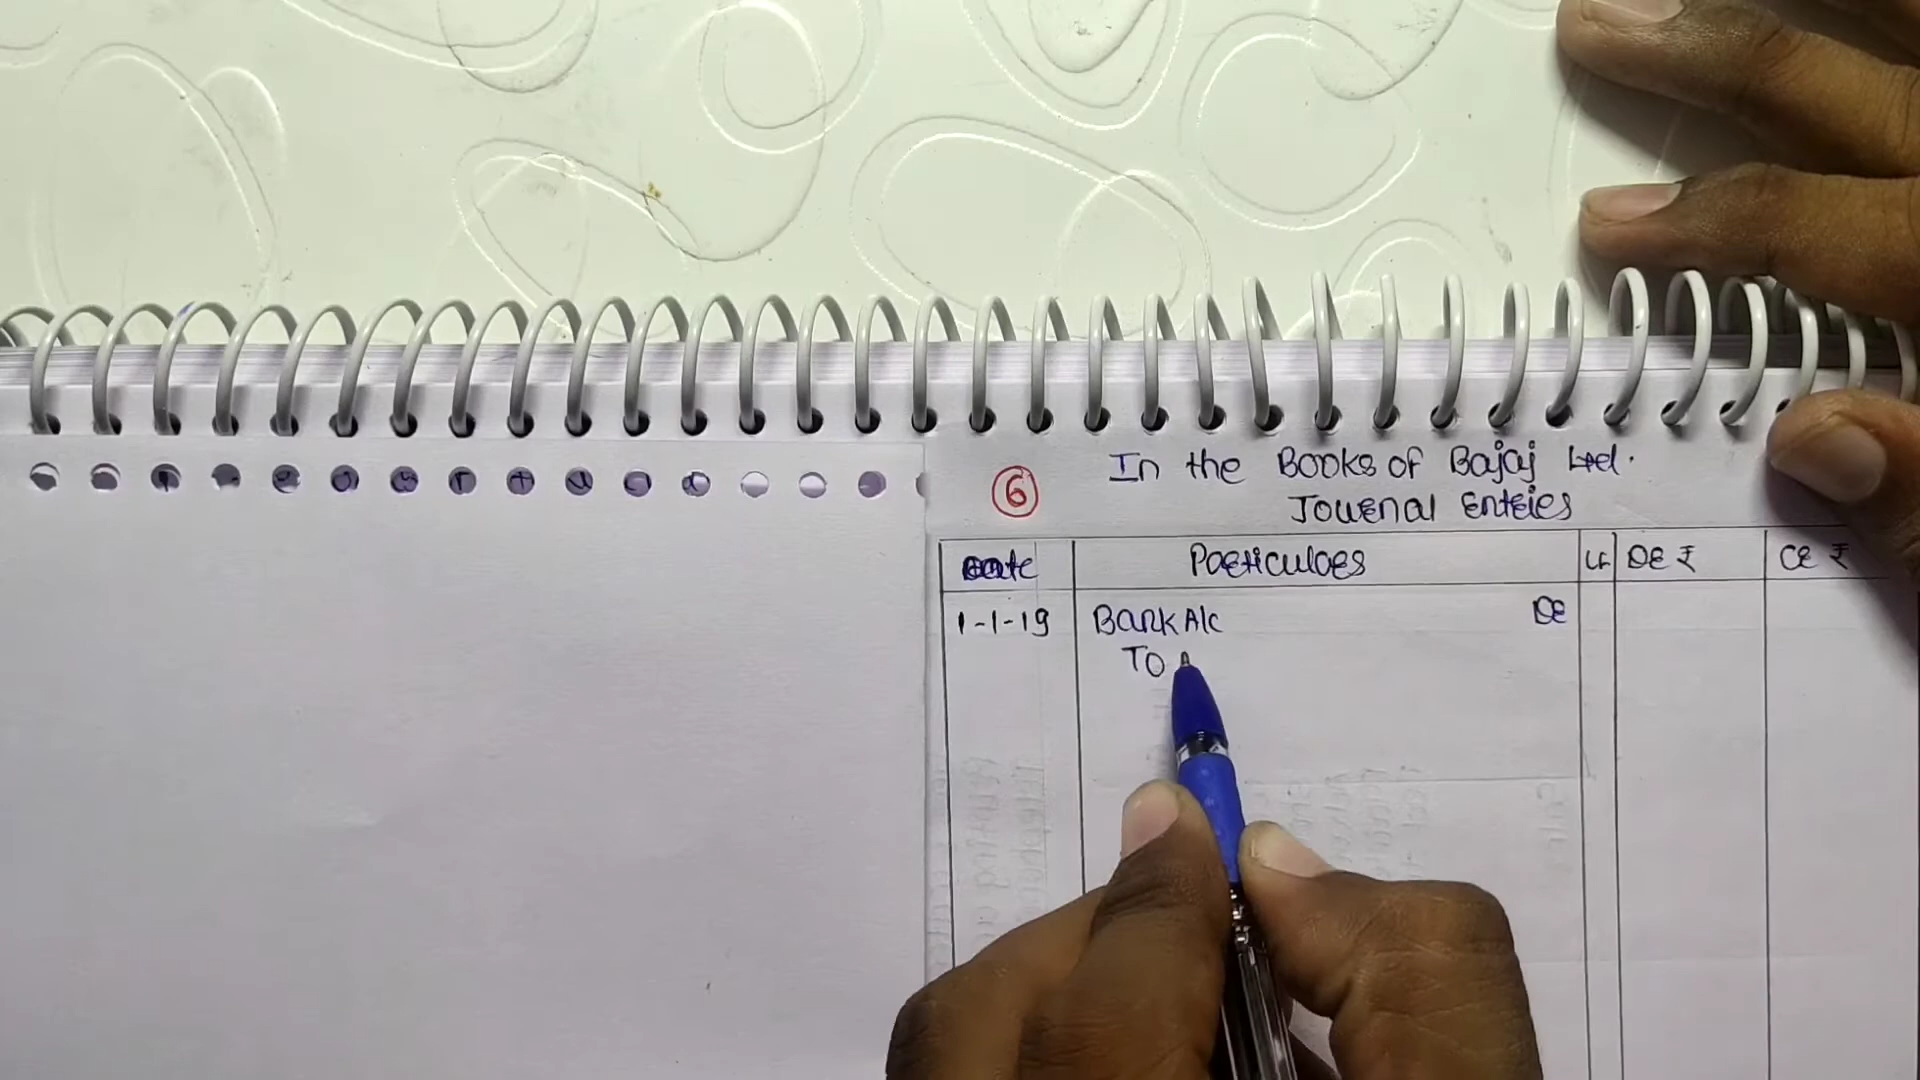 6
In the Books of Bajaj Ltd.
Journal Entries
Date Particulars LF DR ₹ CR ₹
1-1-19 Bank A/c DR
To